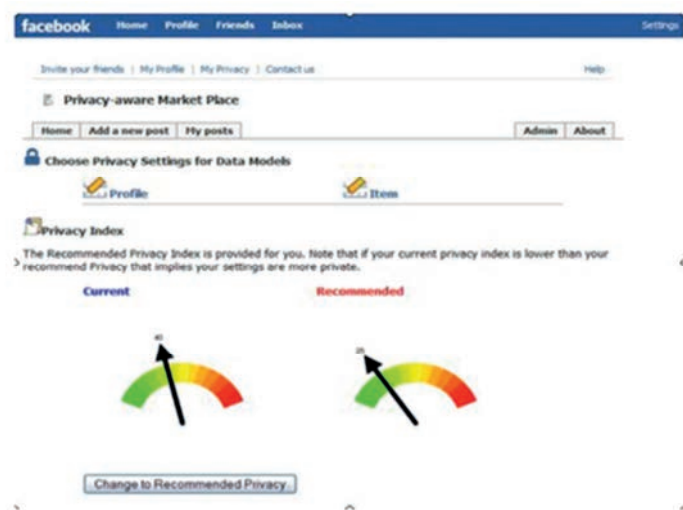 facebook Home Profile Friends Inbox Settings
Invite your friends | My Profile | My Privacy | Contact us Help
Privacy-aware Market Place
Home Add a new post My posts Admin About
Choose Privacy Settings for Data Models
Profile Item
Privacy Index
The Recommended Privacy Index is provided for you. Note that if your current privacy index is lower than your
recommend Privacy that implies your settings are more private.
Current Recommended
Change to Recommended Privacy